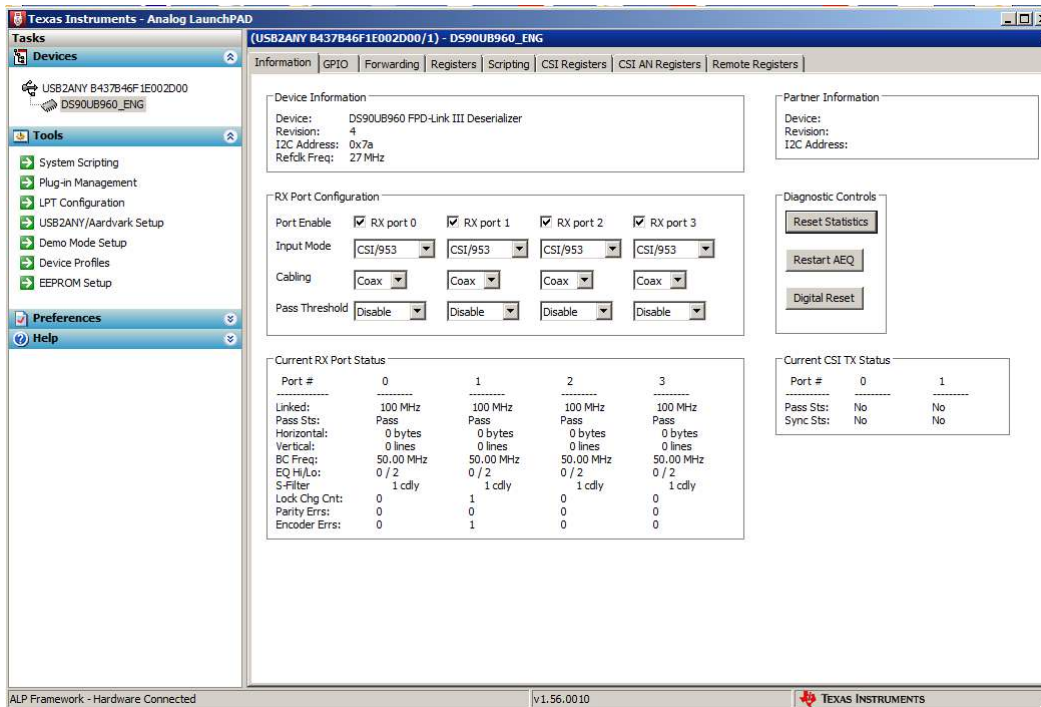 Texas Instruments - Analog LaunchPAD
Tasks
Devices
USB2ANY B437B46F1E002D00
DS90UB960_ENG
Tools
System Scripting
Plug-in Management
LPT Configuration
USB2ANY/Aardvark Setup
Demo Mode Setup
Device Profiles
EEPROM Setup
Preferences
Help
(USB2ANY B437B46F1E002D00/1) - DS90UB960_ENG
Information GPIO Forwarding Registers Scripting CSI Registers CSI AN Registers Remote Registers
Device Information
Device: DS90UB960 FPD-Link III Deserializer
Revision: 4
I2C Address: 0x7a
Refclk Freq: 27 MHz
Partner Information
Device:
Revision:
I2C Address:
RX Port Configuration
Port Enable RX port 0 RX port 1 RX port 2 RX port 3
Input Mode CSI/953 CSI/953 CSI/953 CSI/953
Cabling Coax Coax Coax Coax
Pass Threshold Disable Disable Disable Disable
Diagnostic Controls
Reset Statistics
Restart AEQ
Digital Reset
Current RX Port Status
Port # 0 1 2 3
------------- --------- --------- --------- ---------
Linked: 100 MHz 100 MHz 100 MHz 100 MHz
Pass Sts: Pass Pass Pass Pass
Horizontal: 0 bytes 0 bytes 0 bytes 0 bytes
Vertical: 0 lines 0 lines 0 lines 0 lines
BC Freq: 50.00 MHz 50.00 MHz 50.00 MHz 50.00 MHz
EQ Hi/Lo: 0 / 2 0 / 2 0 / 2 0 / 2
S-Filter 1 cdly 1 cdly 1 cdly 1 cdly
Lock Chg Cnt: 0 1 0 0
Parity Errs: 0 0 0 0
Encoder Errs: 0 1 0 0
Current CSI TX Status
Port # 0 1
----------- --------- ---------
Pass Sts: No No
Sync Sts: No No
ALP Framework - Hardware Connected
v1.56.0010
TEXAS INSTRUMENTS